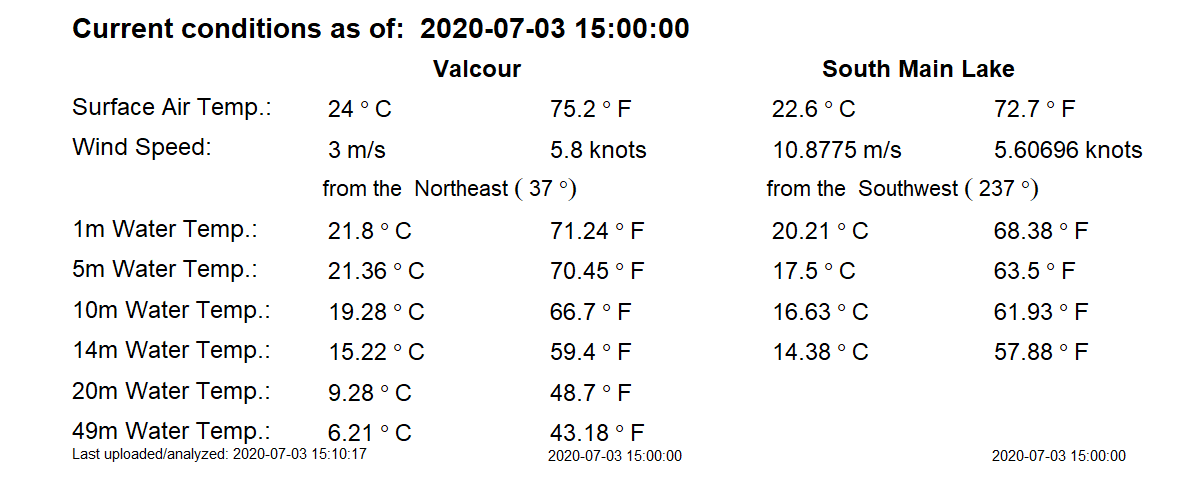 Current conditions as of:  2020-07-03 15:00:00
Valcour South Main Lake
Surface Air Temp.: 24 ° C 75.2 ° F 22.6 ° C 72.7 ° F
Wind Speed: 3 m/s 5.8 knots 10.8775 m/s 5.60696 knots
from the  Northeast ( 37 °) from the  Southwest ( 237 °)
1m Water Temp.: 21.8 ° C 71.24 ° F 20.21 ° C 68.38 ° F
5m Water Temp.: 21.36 ° C 70.45 ° F 17.5 ° C 63.5 ° F
10m Water Temp.: 19.28 ° C 66.7 ° F 16.63 ° C 61.93 ° F
14m Water Temp.: 15.22 ° C 59.4 ° F 14.38 ° C 57.88 ° F
20m Water Temp.: 9.28 ° C 48.7 ° F
49m Water Temp.: 6.21 ° C 43.18 ° F
Last uploaded/analyzed: 2020-07-03 15:10:17 2020-07-03 15:00:00 2020-07-03 15:00:00